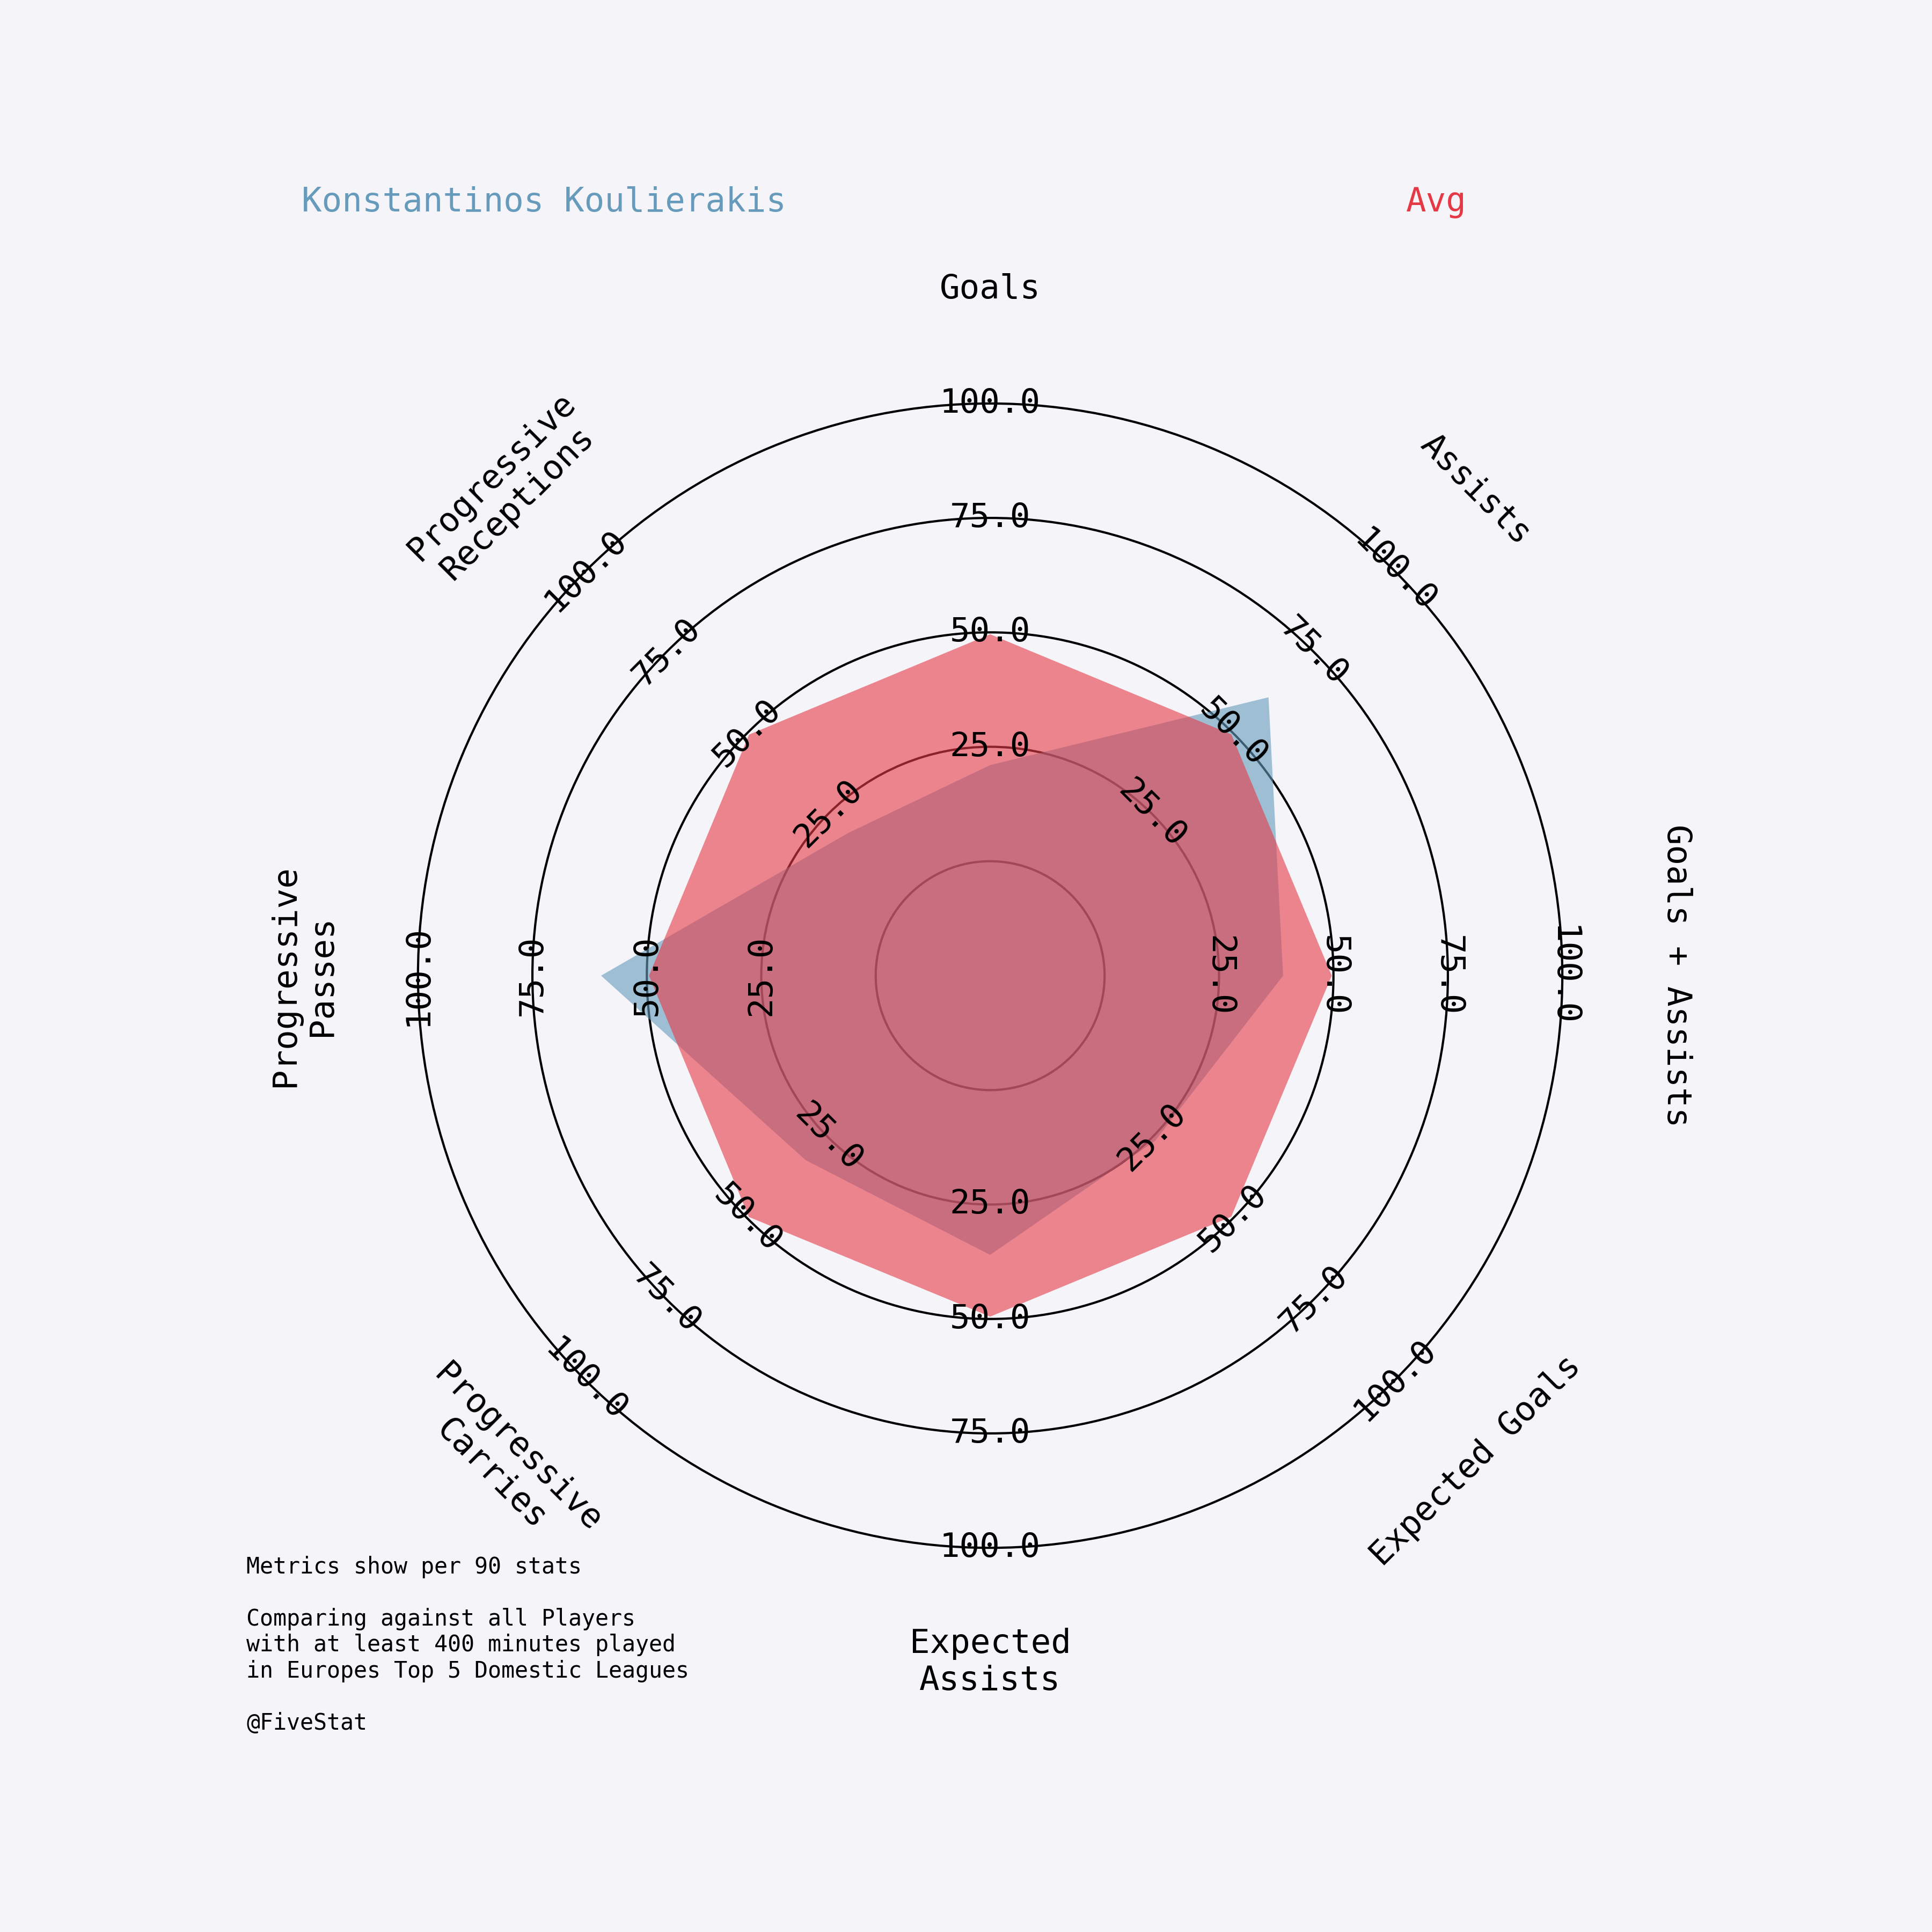 Konstantinos Koulierakis
Avg
Goals
Assists
Goals + Assists
Expected Goals
Expected
Assists
Progressive
Carries
Progressive
Passes
Progressive
Receptions
25.0
50.0
75.0
100.0
25.0
50.0
75.0
100.0
25.0
50.0
75.0
100.0
25.0
50.0
75.0
100.0
25.0
50.0
75.0
100.0
25.0
50.0
75.0
100.0
25.0
50.0
75.0
100.0
25.0
50.0
75.0
100.0
Metrics show per 90 stats
Comparing against all Players
with at least 400 minutes played
in Europes Top 5 Domestic Leagues
@FiveStat